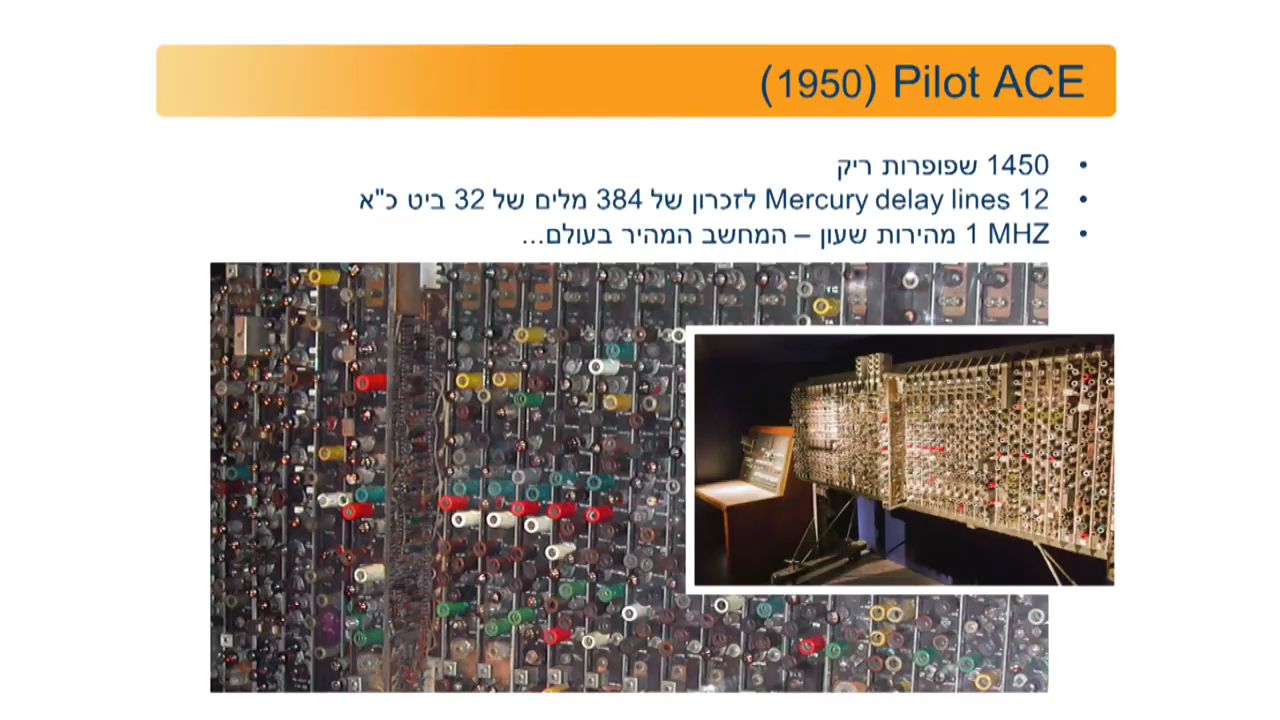 Pilot ACE (1950)
• 1450 שפופרות ריק
• 12 Mercury delay lines לזכרון של 384 מלים של 32 ביט כ"א
• 1 MHZ מהירות שעון – המחשב המהיר בעולם...